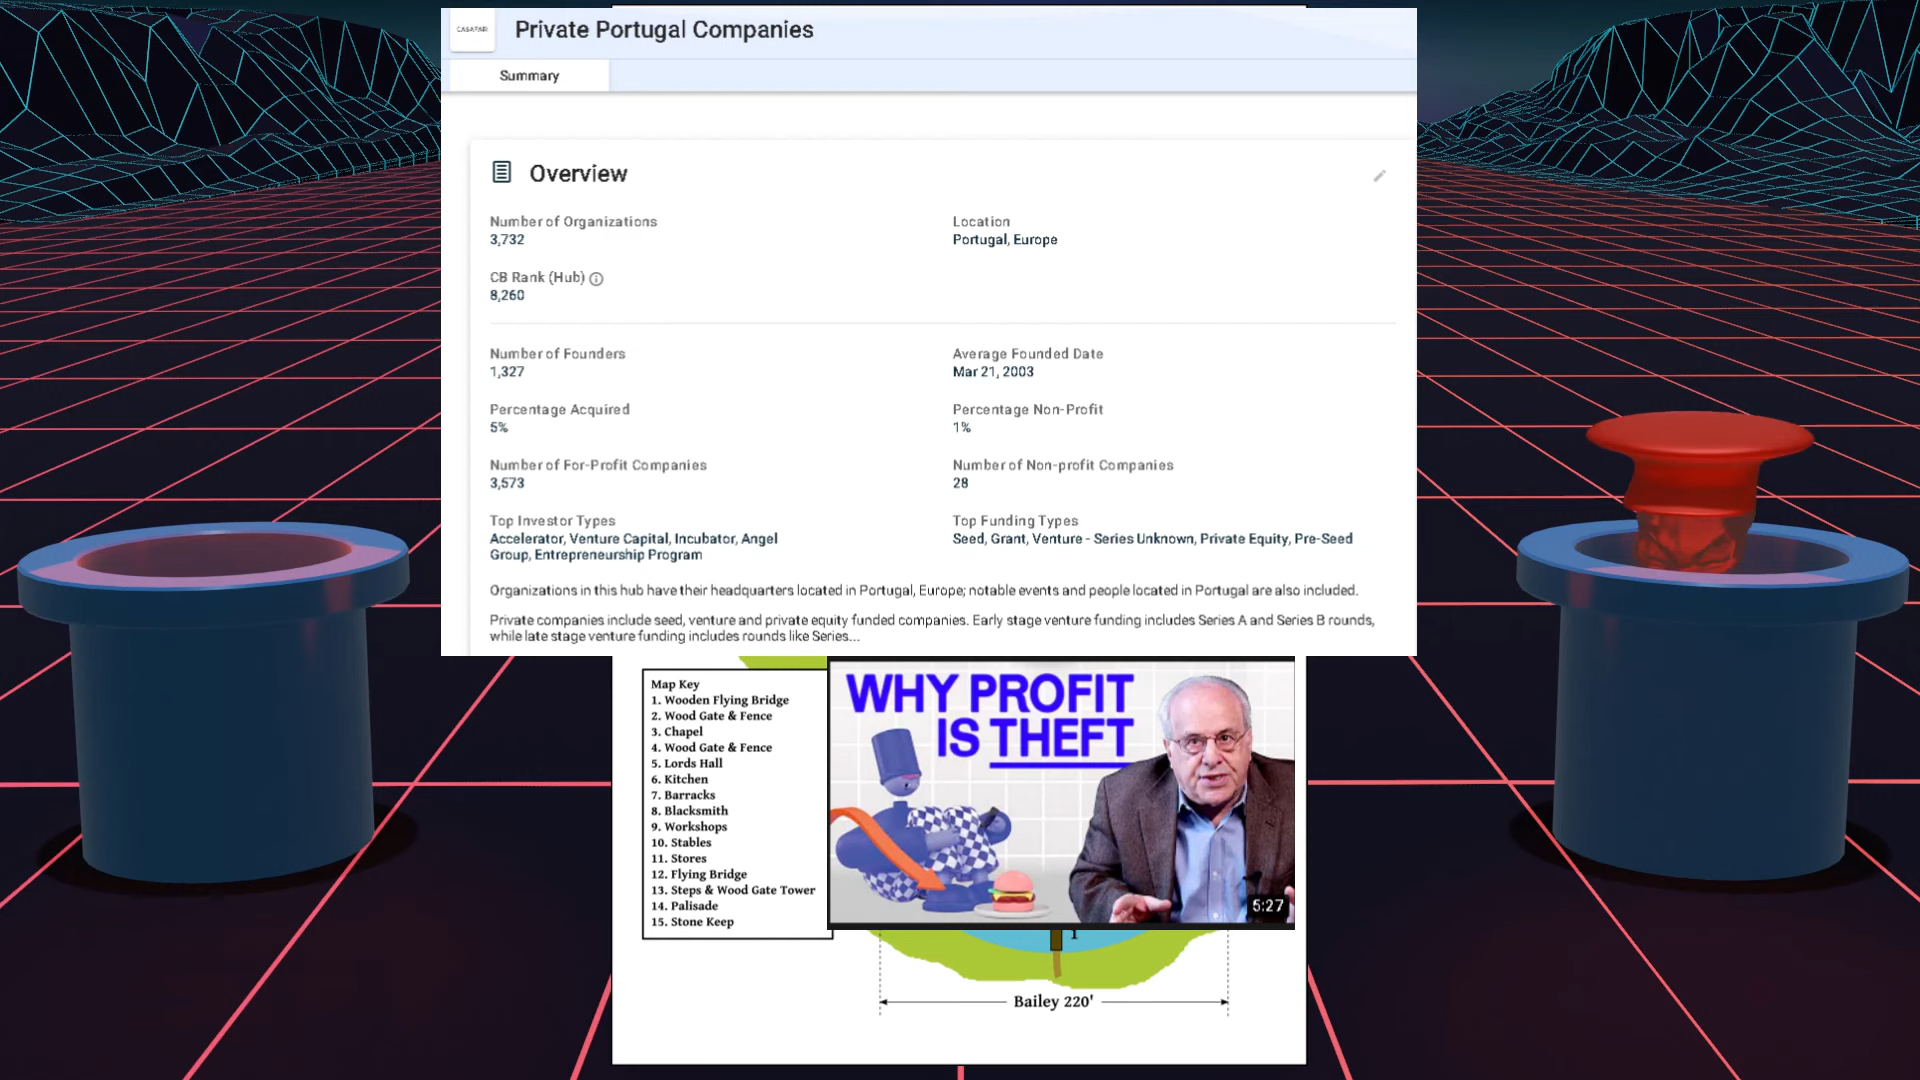 CASAFARI
Private Portugal Companies
Summary
Overview
Number of Organizations
3,732
Location
Portugal, Europe
CB Rank (Hub)
8,260
Number of Founders
1,327
Average Founded Date
Mar 21, 2003
Percentage Acquired
5%
Percentage Non-Profit
1%
Number of For-Profit Companies
3,573
Number of Non-profit Companies
28
Top Investor Types
Accelerator, Venture Capital, Incubator, Angel
Group, Entrepreneurship Program
Top Funding Types
Seed, Grant, Venture - Series Unknown, Private Equity, Pre-Seed
Organizations in this hub have their headquarters located in Portugal, Europe; notable events and people located in Portugal are also included.
Private companies include seed, venture and private equity funded companies. Early stage venture funding includes Series A and Series B rounds,
while late stage venture funding includes rounds like Series...
Map Key
1. Wooden Flying Bridge
2. Wood Gate & Fence
3. Chapel
4. Wood Gate & Fence
5. Lords Hall
6. Kitchen
7. Barracks
8. Blacksmith
9. Workshops
10. Stables
11. Stores
12. Flying Bridge
13. Steps & Wood Gate Tower
14. Palisade
15. Stone Keep
WHY PROFIT
IS THEFT
5:27
1
Bailey 220'